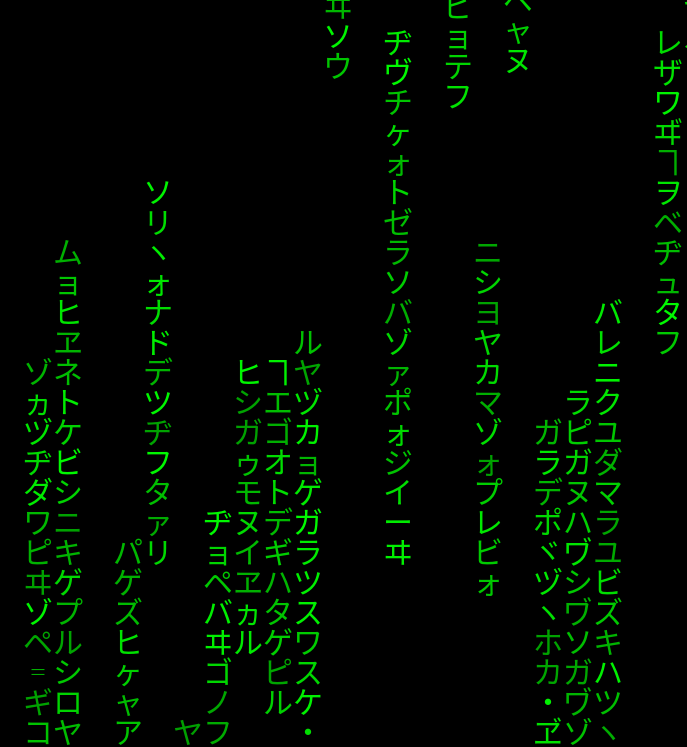 レザワヸヿヲベヂュタフ
バレニクユダマラユビズキハツヽ
ラピガヌハヴシヷソガヷゾ
ガラデポヾヅヽホカ・ヹ
ャヌ
ニシヨヤカマゾォプレビォ
ョテフ
ヂヴチヶォトゼラソバゾァポォジイーヰ
ヰソウ
ルヤヅカョゲガラツスワスケ・
ヿエゴオトデギハタゲピル
ヒシガゥモヌイヱヵル
ヂョペバヰゴノフ
ヤ
ソリヽォナドデツヂフタァリ
パゲズヒヶャア
ムョヒヱネトケビシニキゲプルシロヤ
ゾヵヅヂダワピヰゾペ゠ギコ